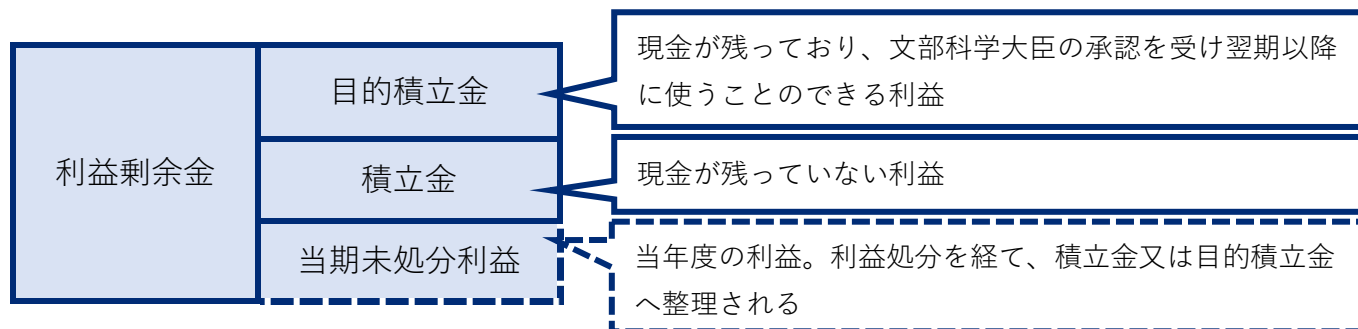 利益剰余金
目的積立金
現金が残っており、文部科学大臣の承認を受け翌期以降
に使うことのできる利益
積立金
現金が残っていない利益
当期未処分利益
当年度の利益。利益処分を経て、積立金又は目的積立金
へ整理される